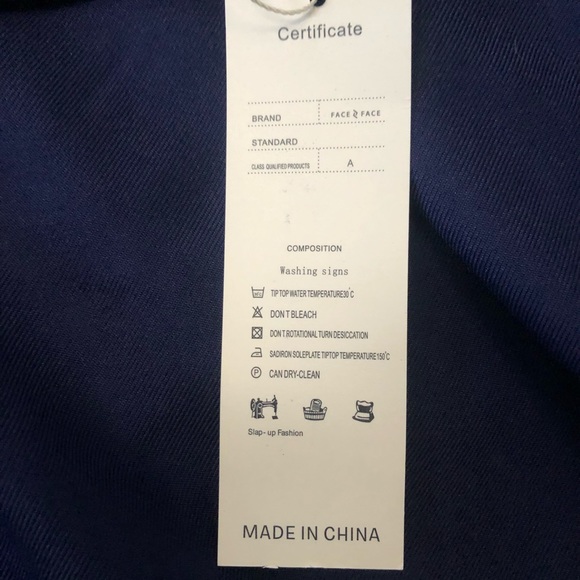 Certificate
BRAND FACE 2 FACE
STANDARD
CLASS QUALIFIED PRODUCTS A
COMPOSITION
Washing signs
TIP TOP WATER TEMPERATURE30℃
DON T BLEACH
DON T.ROTATIONAL TURN DESICCATION
SADIRON SOLEPLATE TIPTOP TEMPERATURE150℃
P CAN DRY-CLEAN
Slap-up Fashion
MADE IN CHINA